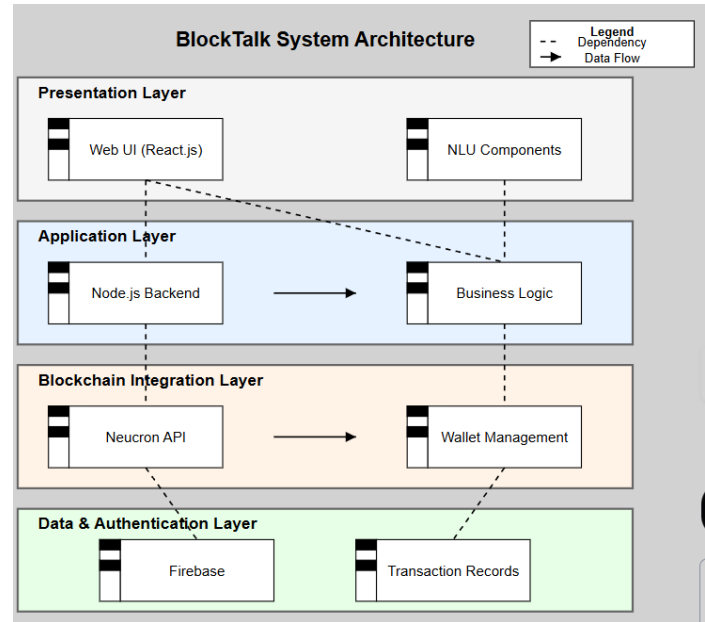 BlockTalk System Architecture
Legend
Dependency
Data Flow
Presentation Layer
Web UI (React.js)
NLU Components
Application Layer
Node.js Backend
Business Logic
Blockchain Integration Layer
Neucron API
Wallet Management
Data & Authentication Layer
Firebase
Transaction Records